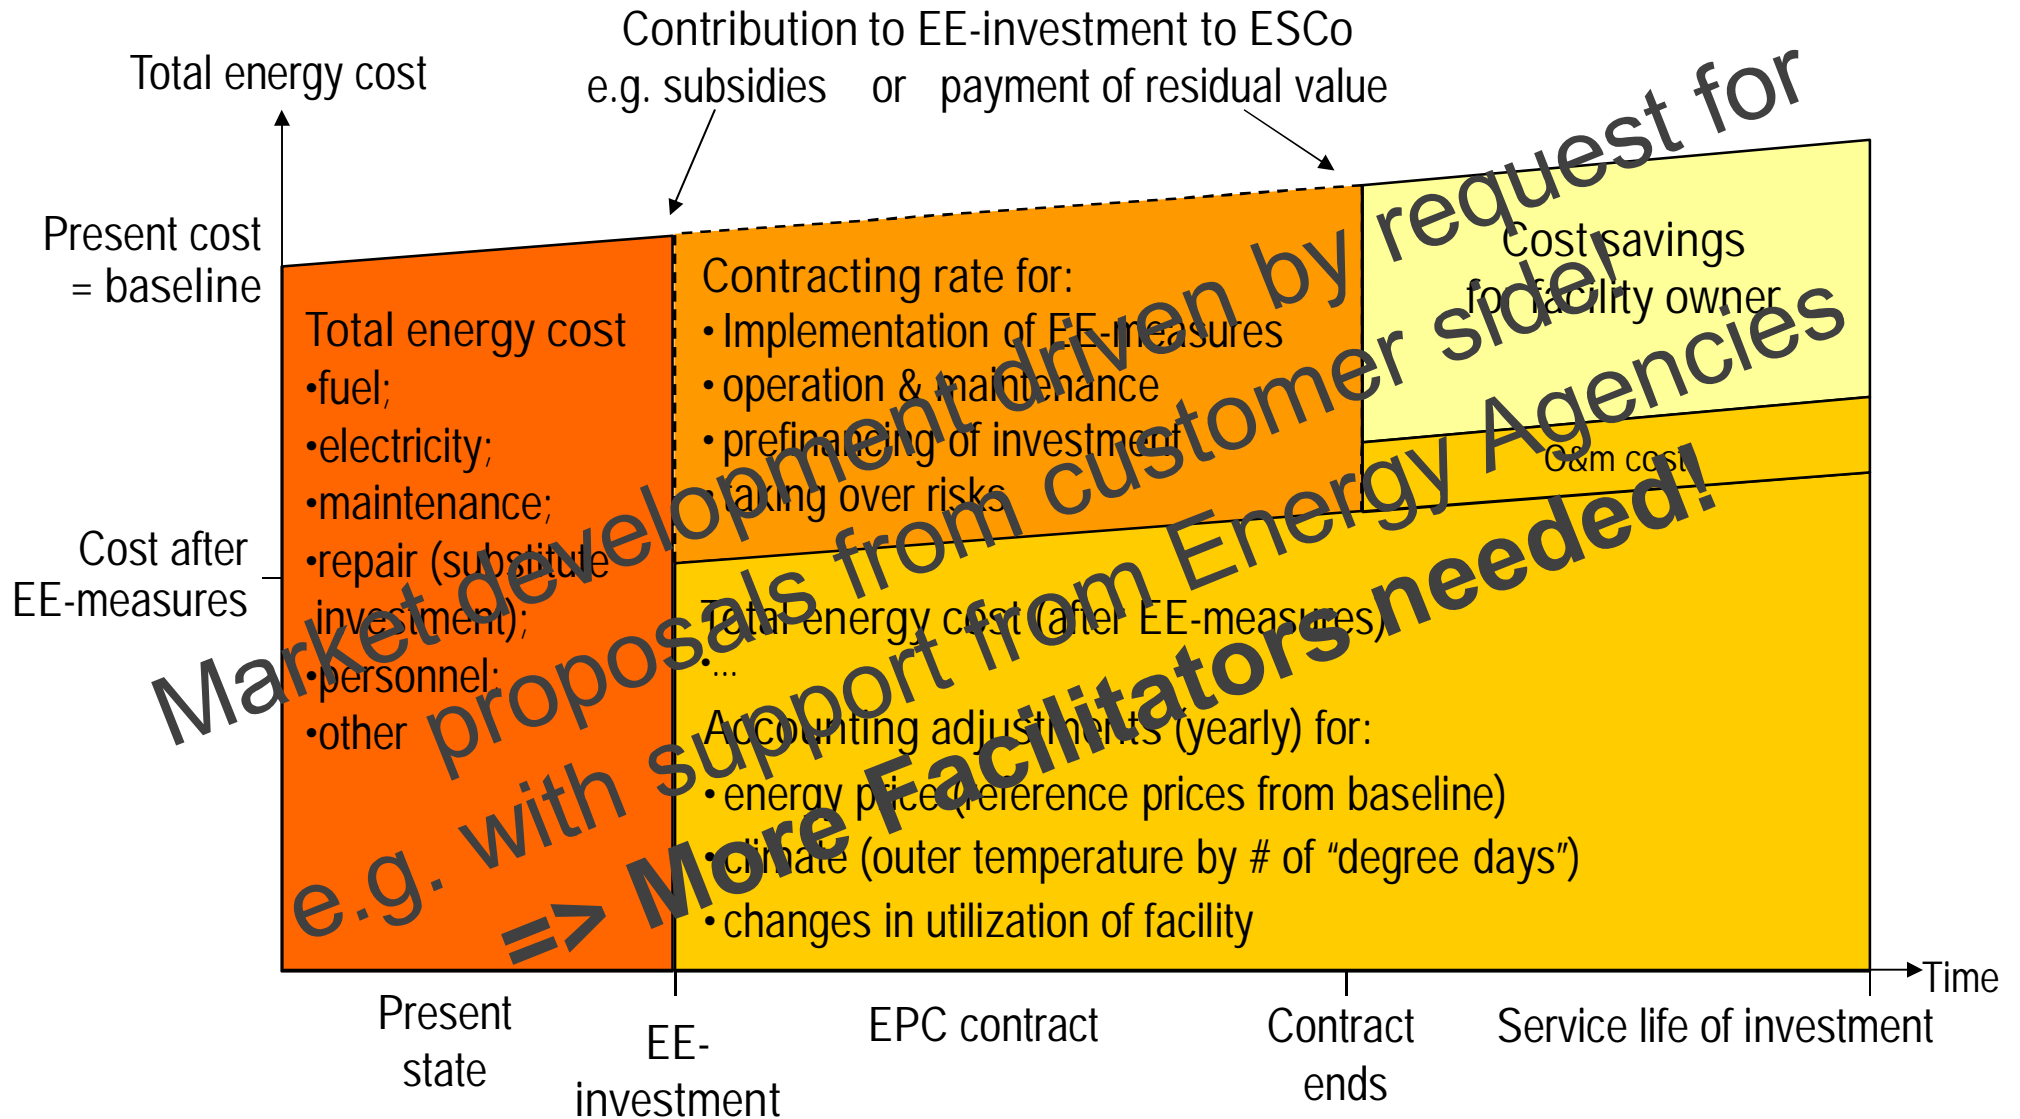 Contribution to EE-investment to ESCo
e.g. subsidies or payment of residual value
Total energy cost
Present cost
= baseline
Cost after
EE-measures
Total energy cost
•fuel;
•electricity;
•maintenance;
•repair (substitute
investment);
•personnel;
•other
Contracting rate for:
• Implementation of EE-measures
• operation & maintenance
• prefinancing of investment
• taking over risks
Cost savings
for facility owner
O&m cost
Total energy cost (after EE-measures)
•...
Accounting adjustments (yearly) for:
• energy price (reference prices from baseline)
• climate (outer temperature by # of “degree days”)
• changes in utilization of facility
Market development driven by request for
proposals from customer side!
e.g. with support from Energy Agencies
=> More Facilitators needed!
Time
Present
state
EE-
investment
EPC contract
Contract
ends
Service life of investment